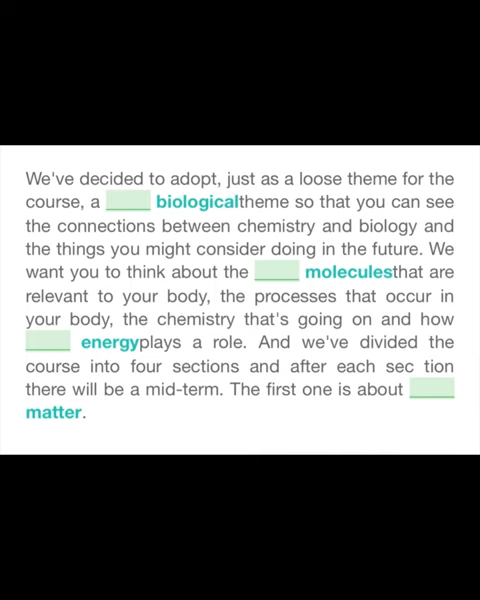 We've decided to adopt, just as a loose theme for the
course, a ____ biologicaltheme so that you can see
the connections between chemistry and biology and
the things you might consider doing in the future. We
want you to think about the ____ moleculesthat are
relevant to your body, the processes that occur in
your body, the chemistry that's going on and how
____ energyplays a role. And we've divided the
course into four sections and after each sec tion
there will be a mid-term. The first one is about ____
matter.